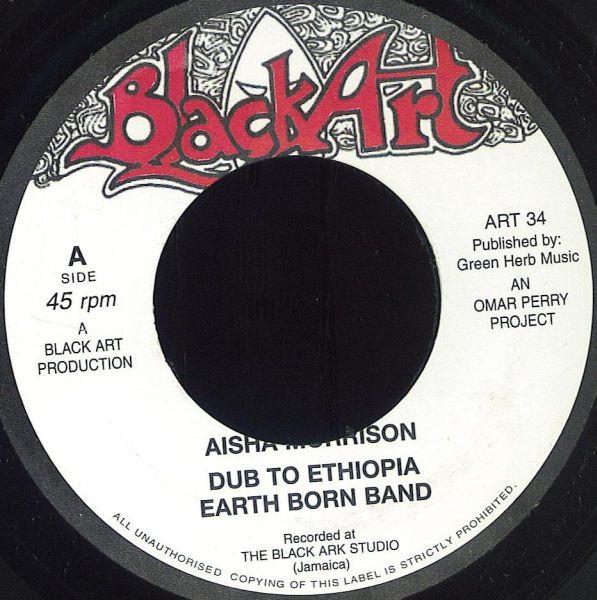 Black Art
A
SIDE
45 rpm
A
BLACK ART
PRODUCTION
ART 34
Published by:
Green Herb Music
AN
OMAR PERRY
PROJECT
AISHA MORRISON
DUB TO ETHIOPIA
EARTH BORN BAND
Recorded at
THE BLACK ARK STUDIO
(Jamaica)
ALL UNAUTHORISED COPYING OF THIS LABEL IS STRICTLY PROHIBITED.